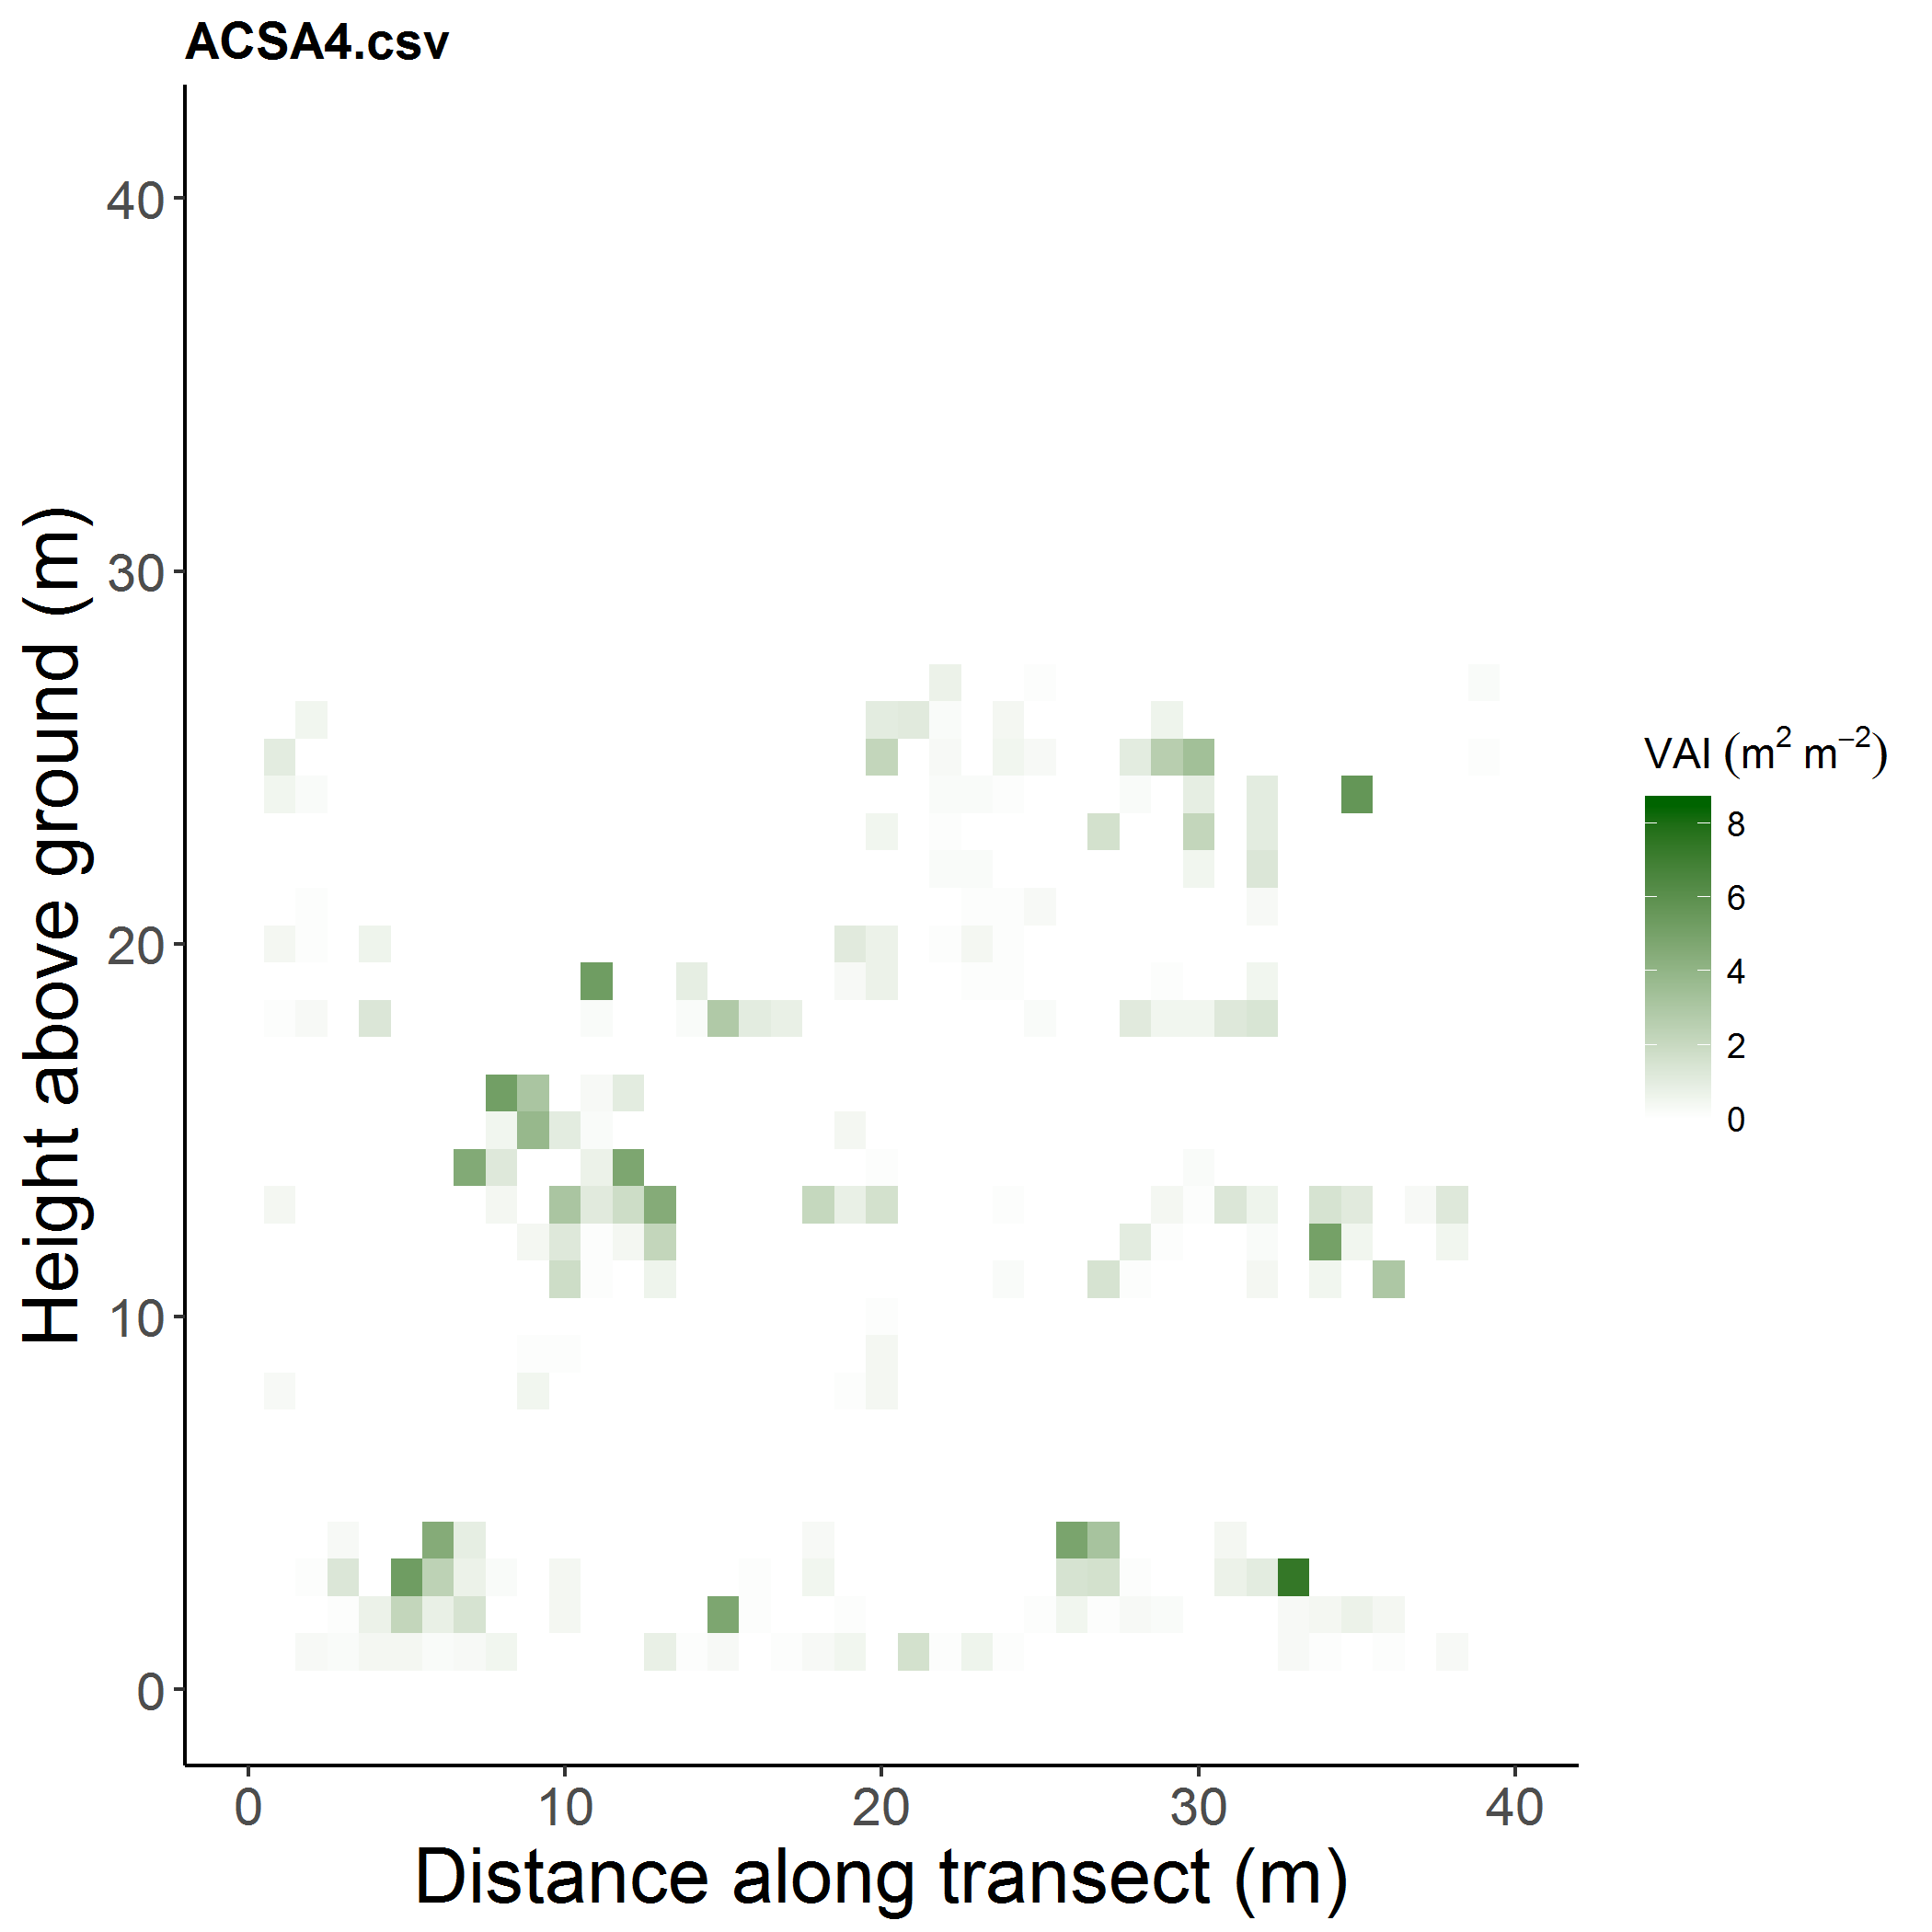 ACSA4.csv
Height above ground (m)
40
30
20
10
0
0 10 20 30 40
Distance along transect (m)
VAI (m² m⁻²)
8
6
4
2
0